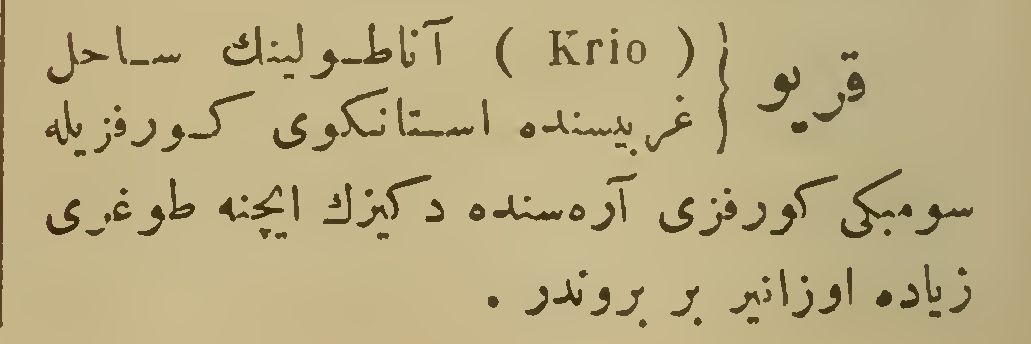 قريو { ( Krio ) آناطولينك ساحل
غربيسنده استانكوى كورفزيله
سومبكى كورفزى آره‌سنده دكيزك ايچنه طوغرى
زياده اوزانير بر بروندر .